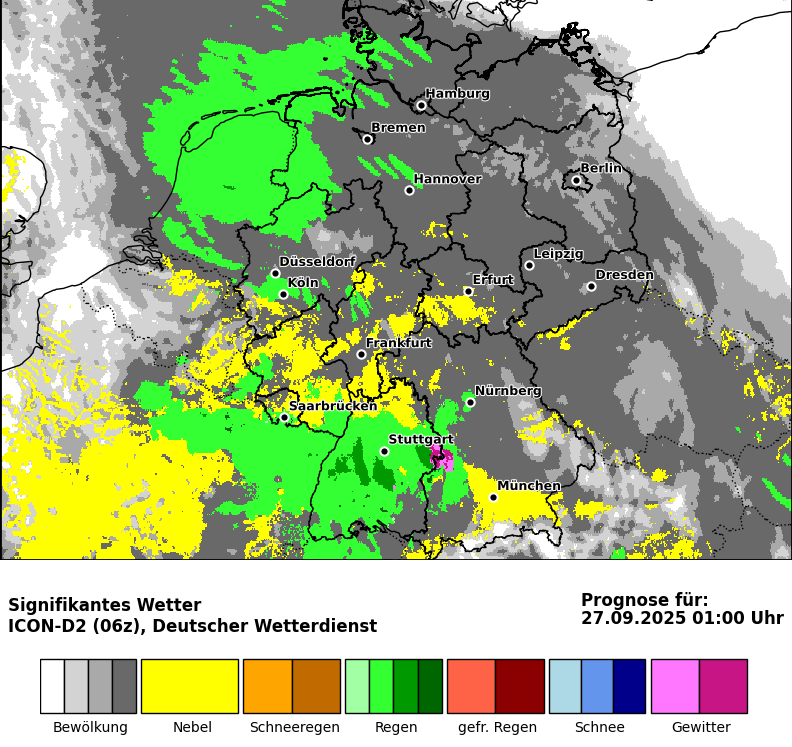 Hamburg
Bremen
Berlin
Hannover
Leipzig
Düsseldorf
Dresden
Köln
Erfurt
Frankfurt
Nürnberg
Saarbrücken
Stuttgart
München
Signifikantes Wetter
ICON-D2 (06z), Deutscher Wetterdienst
Prognose für:
27.09.2025 01:00 Uhr
Bewölkung
Nebel
Schneeregen
Regen
gefr. Regen
Schnee
Gewitter